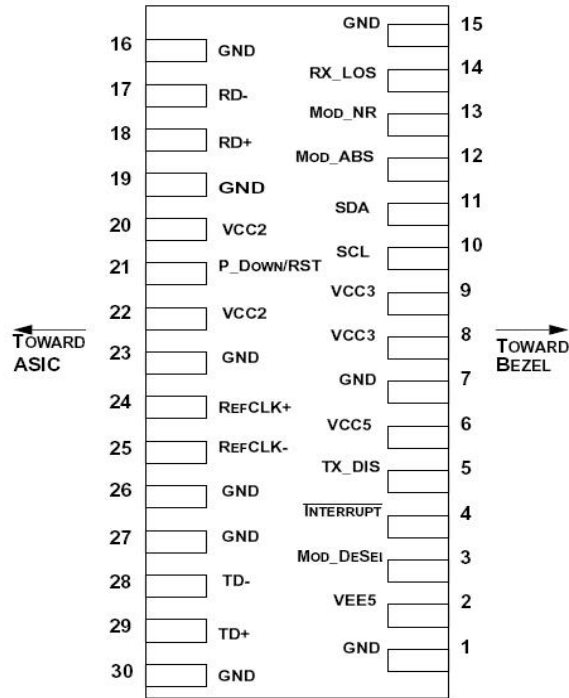 16 GND
17 RD-
18 RD+
19 GND
20 VCC2
21 P_DOWN/RST
22 VCC2
23 GND
24 REFCLK+
25 REFCLK-
26 GND
27 GND
28 TD-
29 TD+
30 GND
GND 15
RX_LOS 14
MOD_NR 13
MOD_ABS 12
SDA 11
SCL 10
VCC3 9
VCC3 8
GND 7
VCC5 6
TX_DIS 5
INTERRUPT 4
MOD_DESEL 3
VEE5 2
GND 1
TOWARD
ASIC
TOWARD
BEZEL